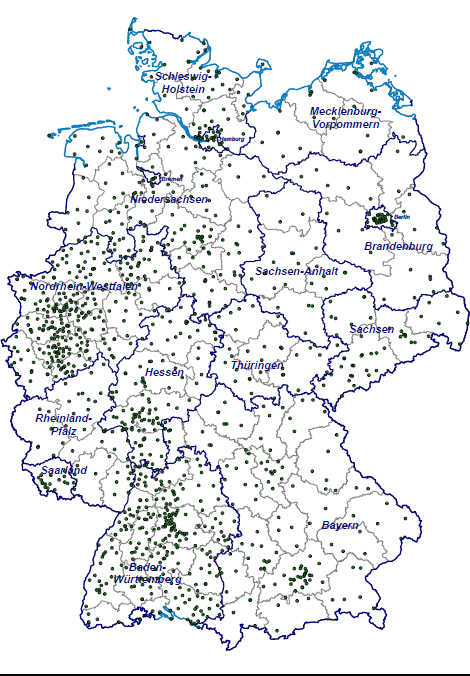 Schleswig-
Holstein
Mecklenburg-
Vorpommern
Hamburg
Bremen
Niedersachsen
Berlin
Brandenburg
Sachsen-Anhalt
Nordrhein-Westfalen
Sachsen
Thüringen
Hessen
Rheinland-
Pfalz
Saarland
Bayern
Baden-
Württemberg